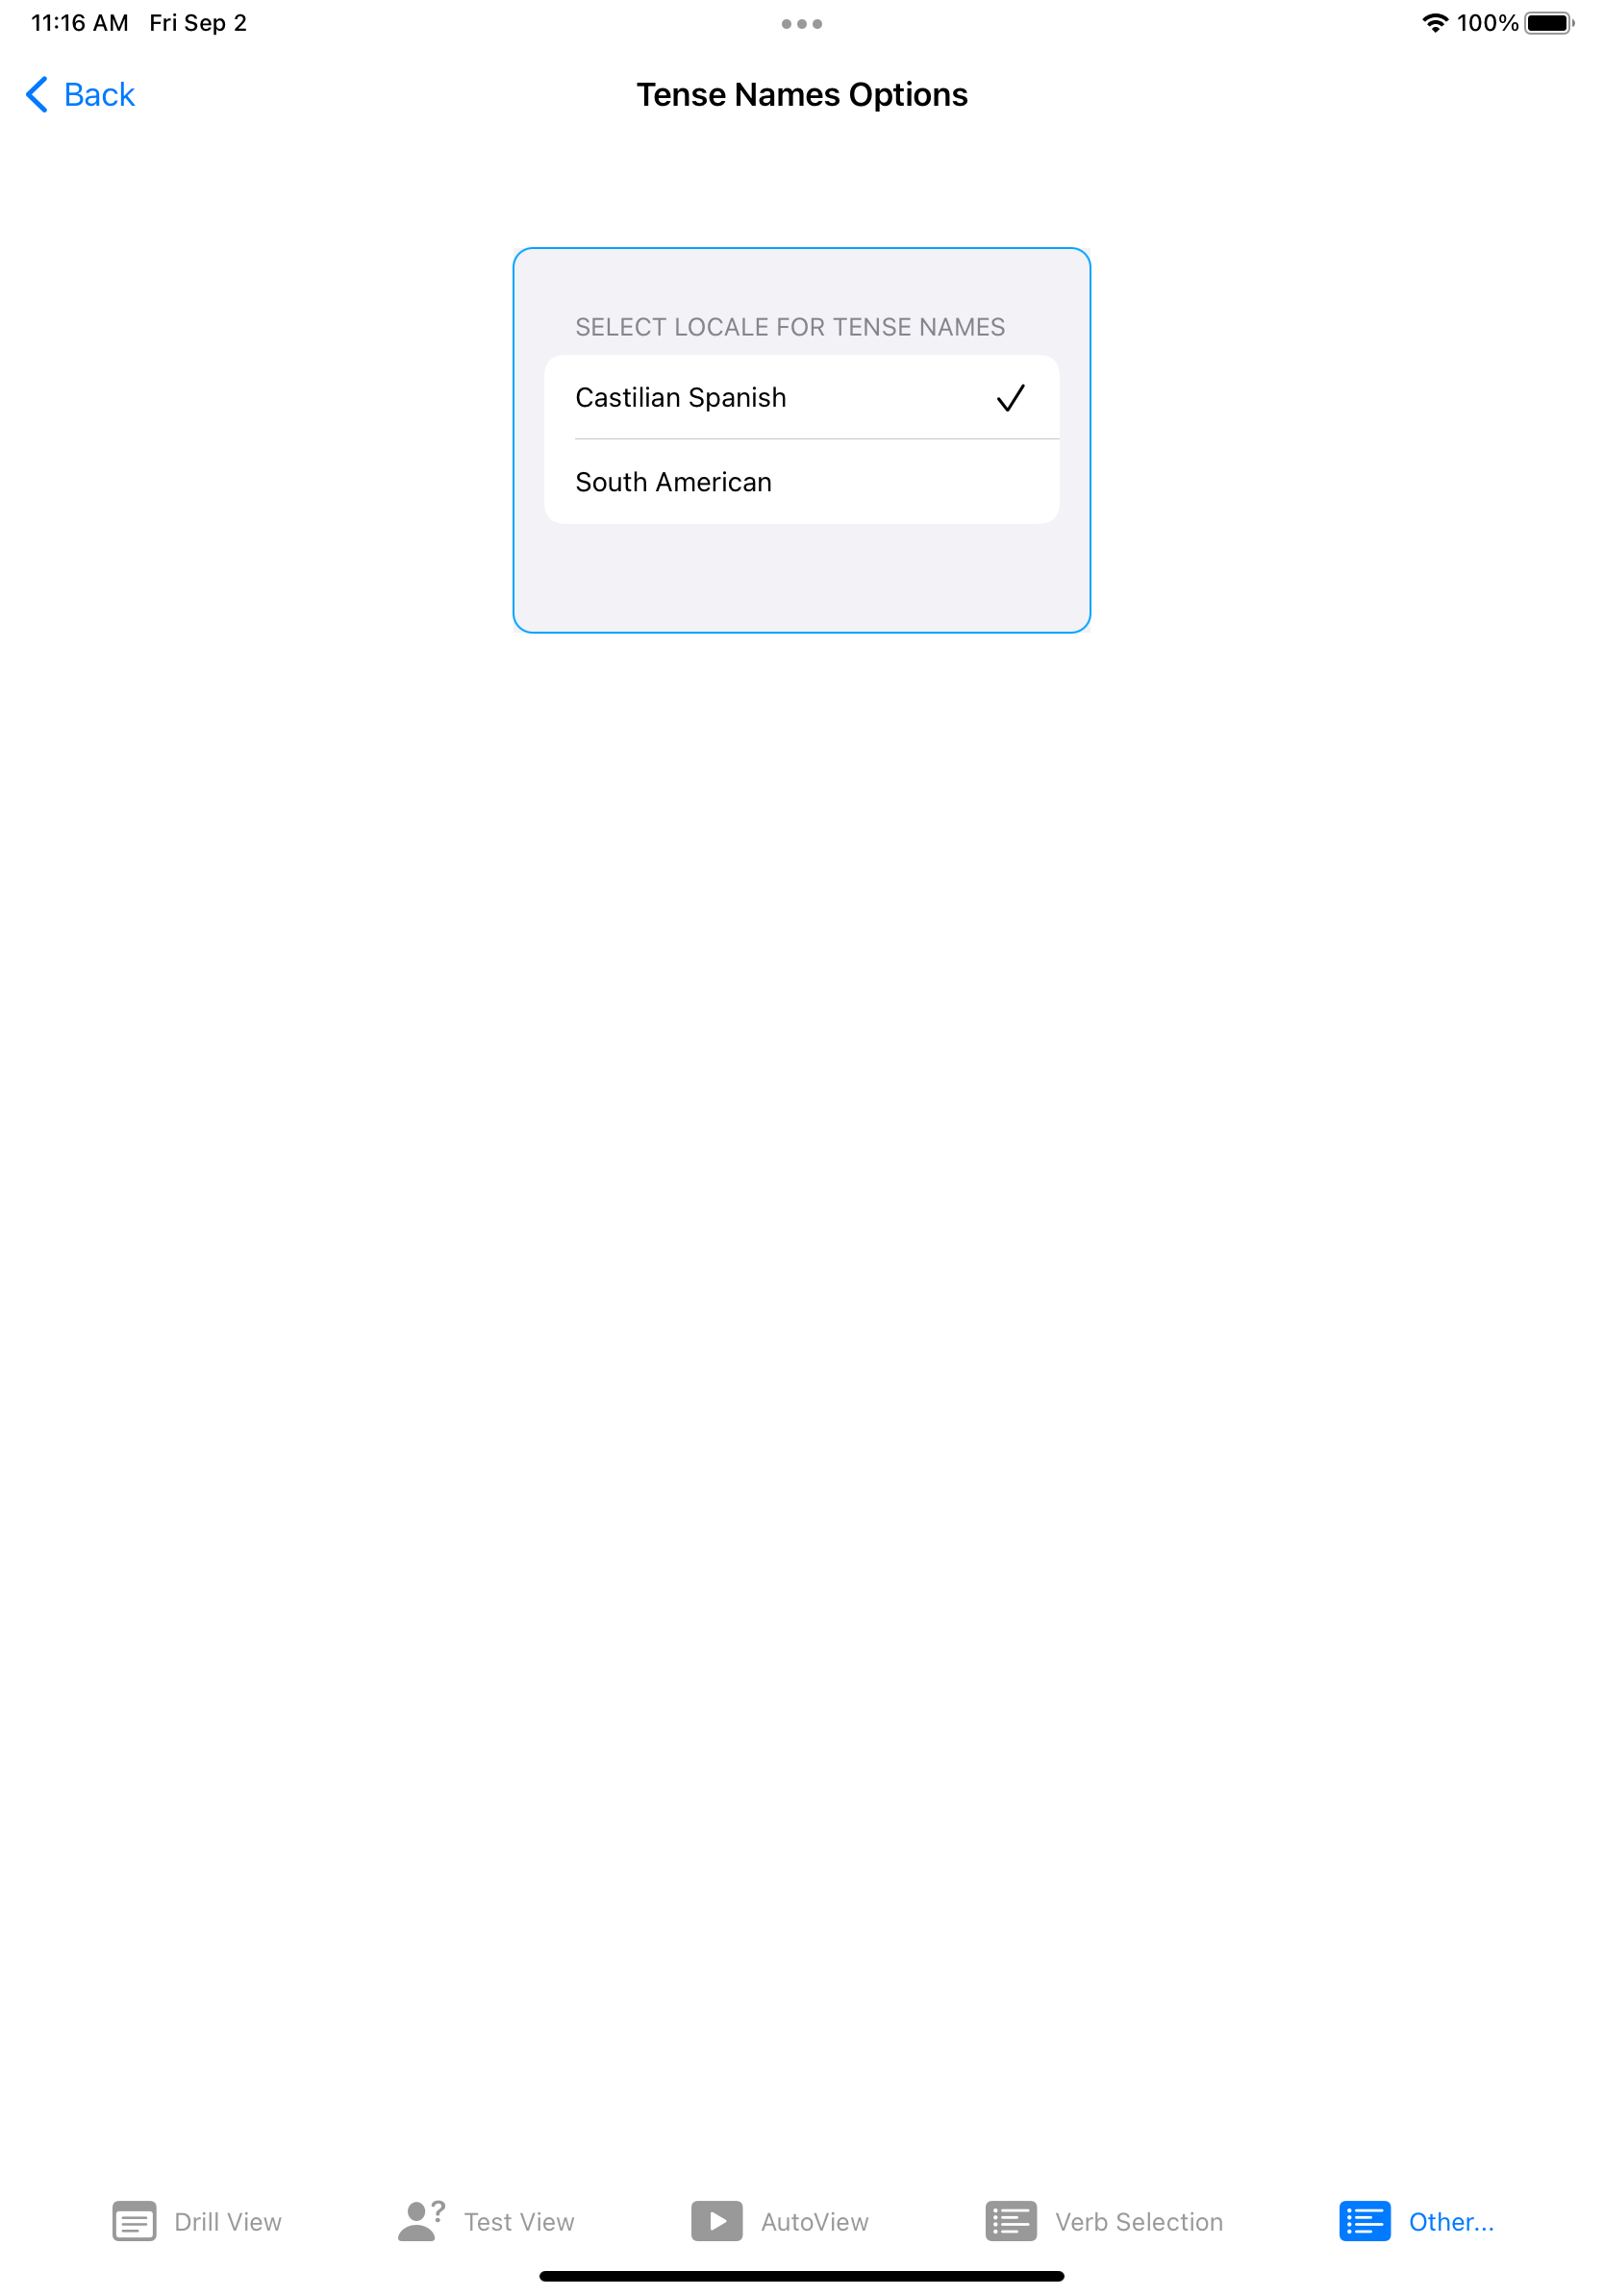 11:16 AM Fri Sep 2 100%
Back Tense Names Options
SELECT LOCALE FOR TENSE NAMES
Castilian Spanish
South American
Drill View ? Test View AutoView Verb Selection Other...